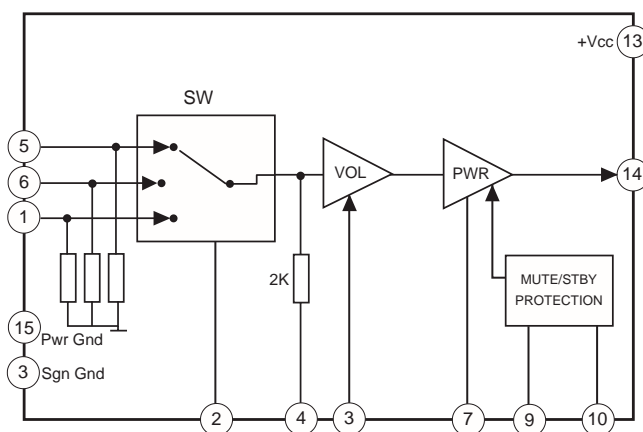 13
+Vcc
SW
5
6
1
VOL
PWR
14
2K
MUTE/STBY
PROTECTION
15
Pwr Gnd
3
Sgn Gnd
2
4
3
7
9
10